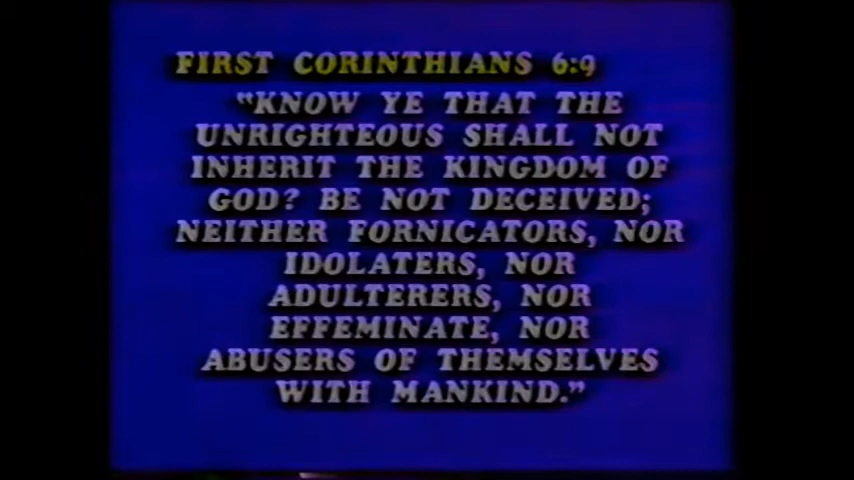 FIRST CORINTHIANS 6:9
"KNOW YE THAT THE
UNRIGHTEOUS SHALL NOT
INHERIT THE KINGDOM OF
GOD? BE NOT DECEIVED;
NEITHER FORNICATORS, NOR
IDOLATERS, NOR
ADULTERERS, NOR
EFFEMINATE, NOR
ABUSERS OF THEMSELVES
WITH MANKIND."